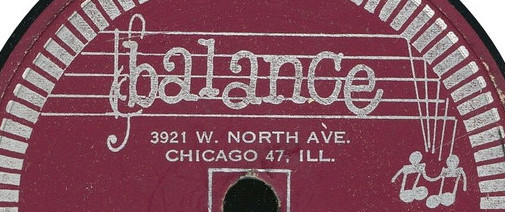 balance
3921 W. NORTH AVE.
CHICAGO 47, ILL.